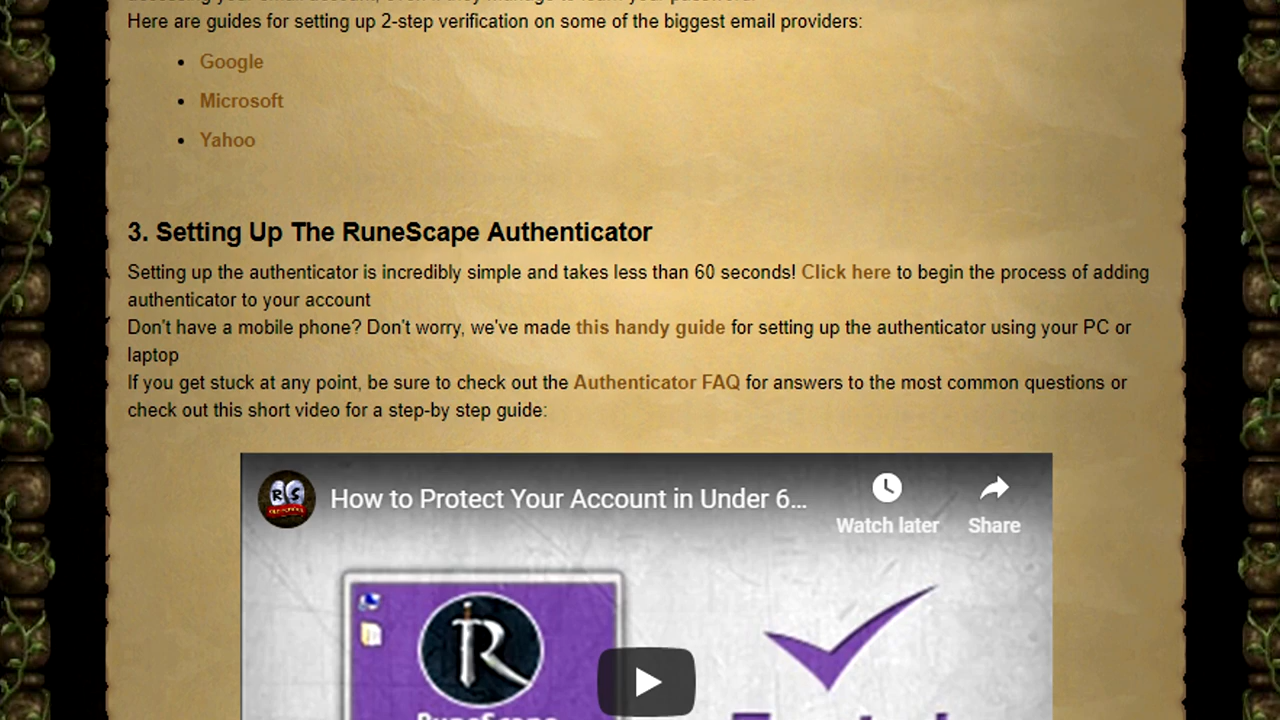 Here are guides for setting up 2-step verification on some of the biggest email providers:
Google
Microsoft
Yahoo
3. Setting Up The RuneScape Authenticator
Setting up the authenticator is incredibly simple and takes less than 60 seconds! Click here to begin the process of adding
authenticator to your account
Don't have a mobile phone? Don't worry, we've made this handy guide for setting up the authenticator using your PC or
laptop
If you get stuck at any point, be sure to check out the Authenticator FAQ for answers to the most common questions or
check out this short video for a step-by step guide:
RS
How to Protect Your Account in Under 6...
Watch later
Share
R
RuneScape